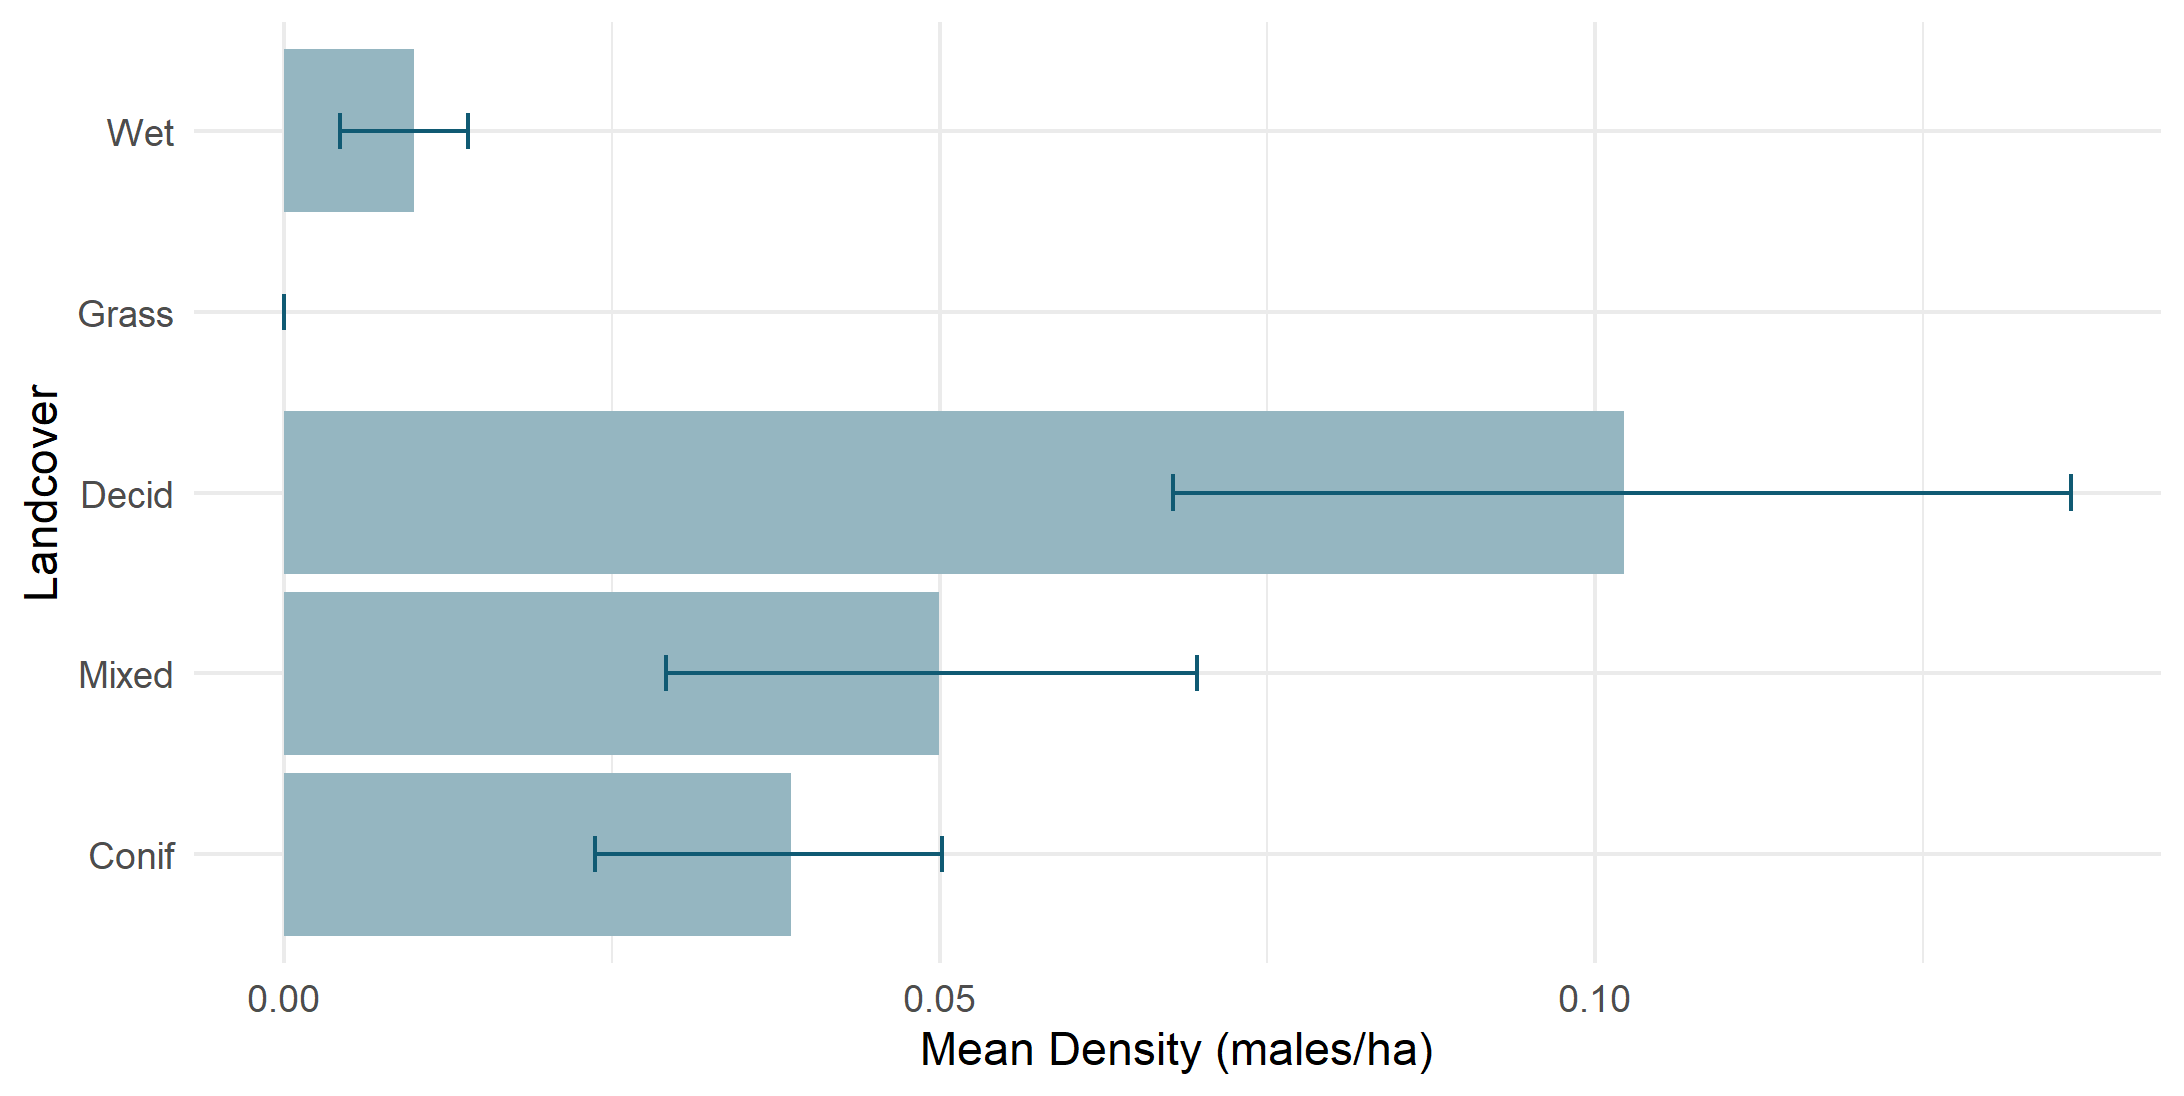 Landcover
Wet
Grass
Decid
Mixed
Conif
0.00 0.05 0.10
Mean Density (males/ha)